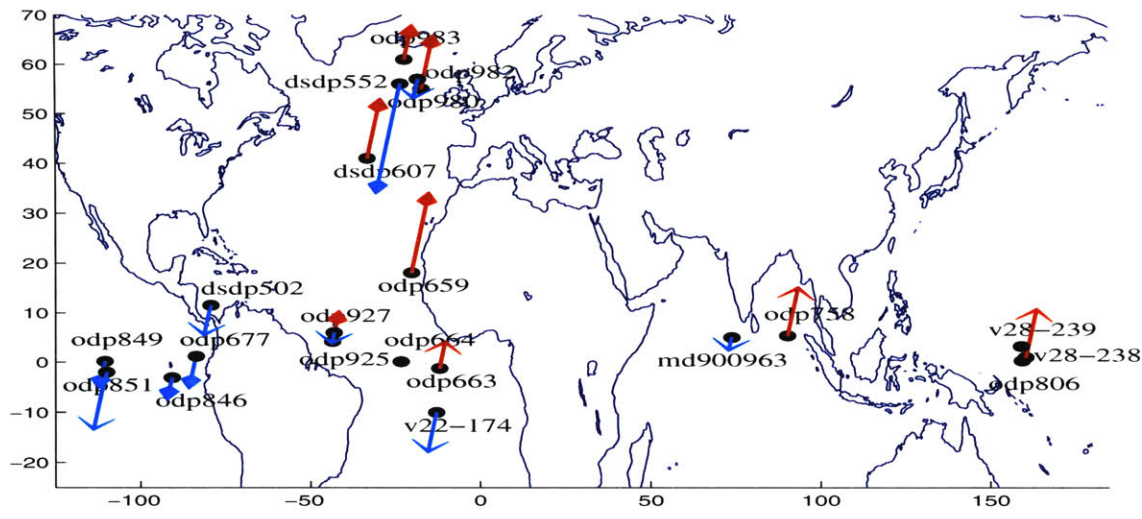 70
odp983
60
odp982
dsdp552
odp980
50
40
dsdp607
30
20
odp659
dsdp502
10
odp927
odp758
odp849
odp677
odp664
v28-239
0
odp925
md900963
v28-238
odp851
odp663
odp806
odp846
-10
v22-174
-20
-100
-50
0
50
100
150